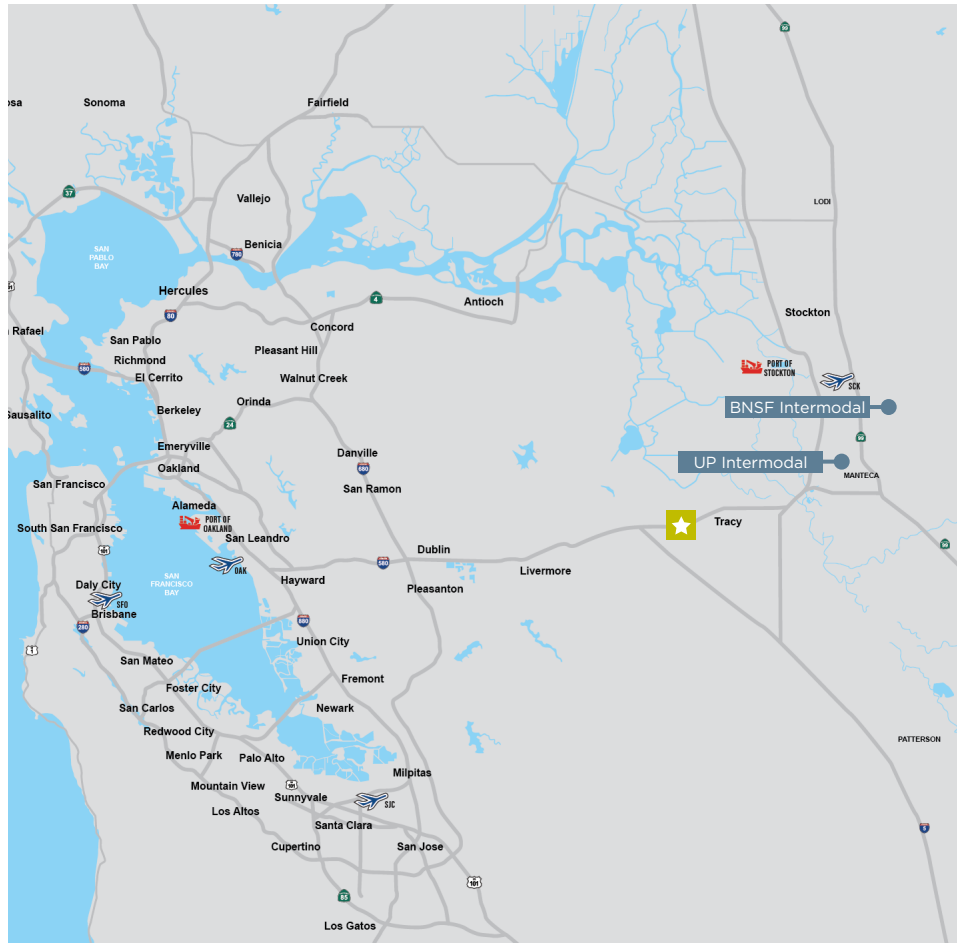 99
osa
Sonoma
Fairfield
37
Vallejo
LODI
SAN
PABLO
BAY
Benicia
780
Hercules
4
Antioch
80
Stockton
Rafael
Concord
San Pablo
Pleasant Hill
Richmond
580
El Cerrito
Walnut Creek
PORT OF
STOCKTON
SCK
Sausalito
Berkeley
Orinda
BNSF Intermodal
24
99
Emeryville
Danville
Oakland
680
UP Intermodal
MANTECA
San Francisco
San Ramon
Alameda
PORT OF
OAKLAND
South San Francisco
Tracy
San Leandro
101
Dublin
580
OAK
Livermore
99
Daly City
SAN
FRANCISCO
BAY
Hayward
Pleasanton
SFO
Brisbane
280
880
Union City
1
San Mateo
Fremont
Foster City
San Carlos
Newark
Redwood City
PATTERSON
Menlo Park
Palo Alto
Milpitas
Mountain View
101
Sunnyvale
SJC
Los Altos
Santa Clara
5
Cupertino
San Jose
101
85
Los Gatos